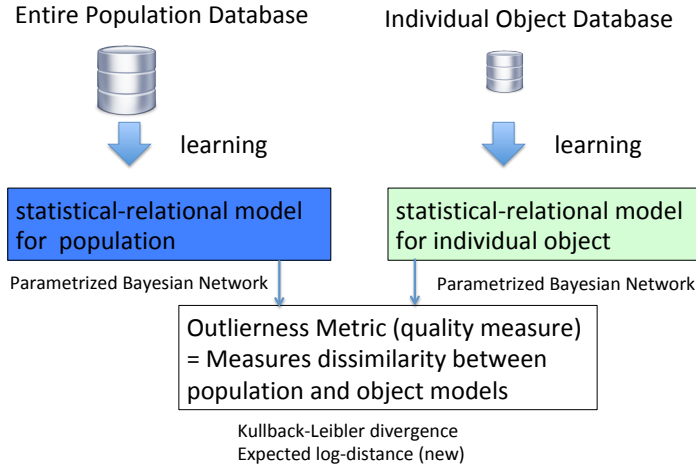 Entire Population Database
Individual Object Database
learning
learning
statistical-relational model
for population
statistical-relational model
for individual object
Parametrized Bayesian Network
Parametrized Bayesian Network
Outlierness Metric (quality measure)
= Measures dissimilarity between
population and object models
Kullback-Leibler divergence
Expected log-distance (new)